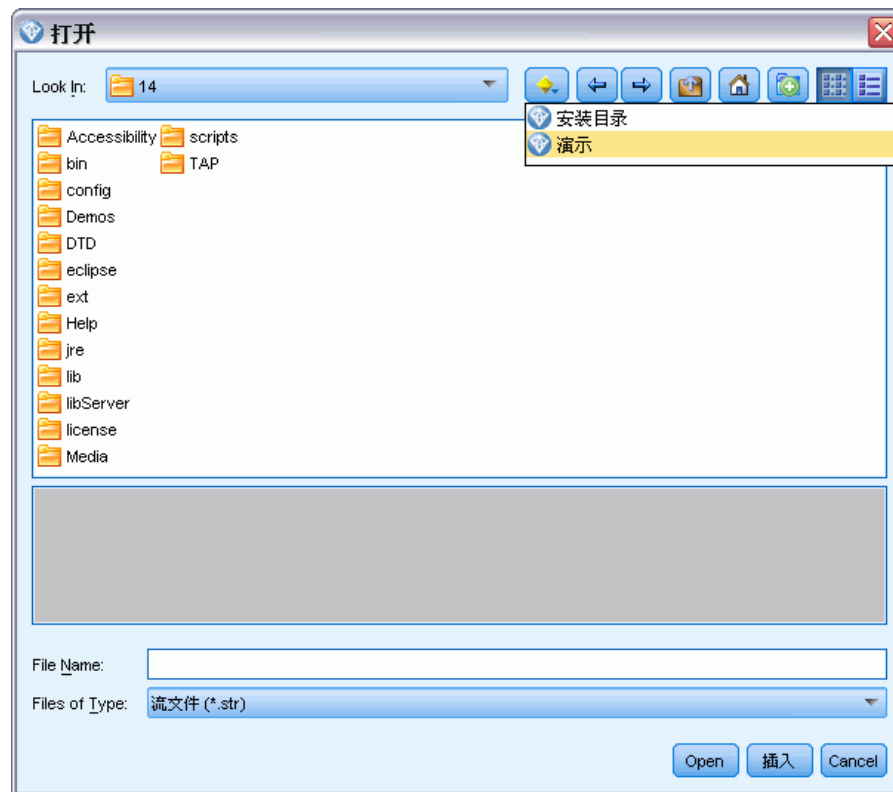 打开
Look In: 14
安装目录
演示
Accessibility scripts
bin TAP
config
Demos
DTD
eclipse
ext
Help
jre
lib
libServer
license
Media
File Name:
Files of Type: 流文件 (*.str)
Open 插入 Cancel